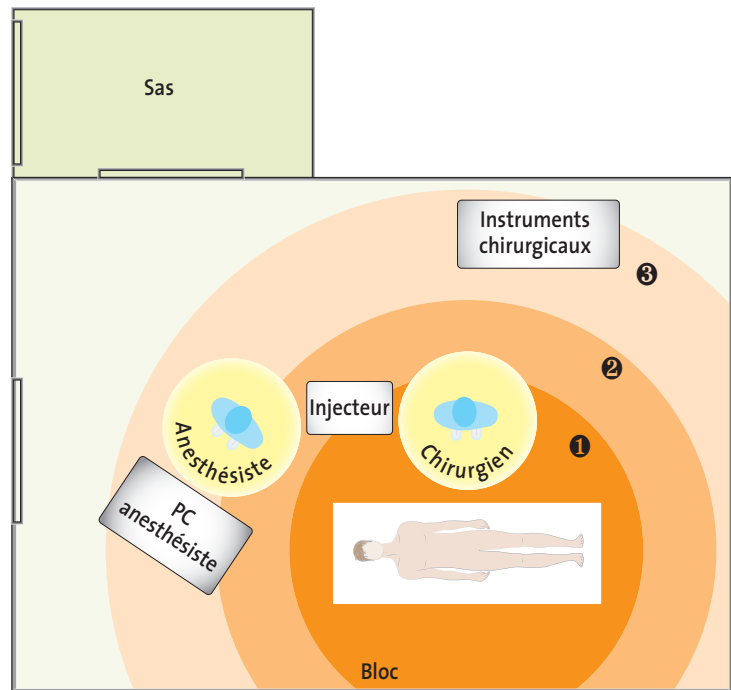 Sas
Instruments
chirurgicaux
❸
❷
Injecteur
Anesthésiste
Chirurgien
❶
PC
anesthésiste
Bloc